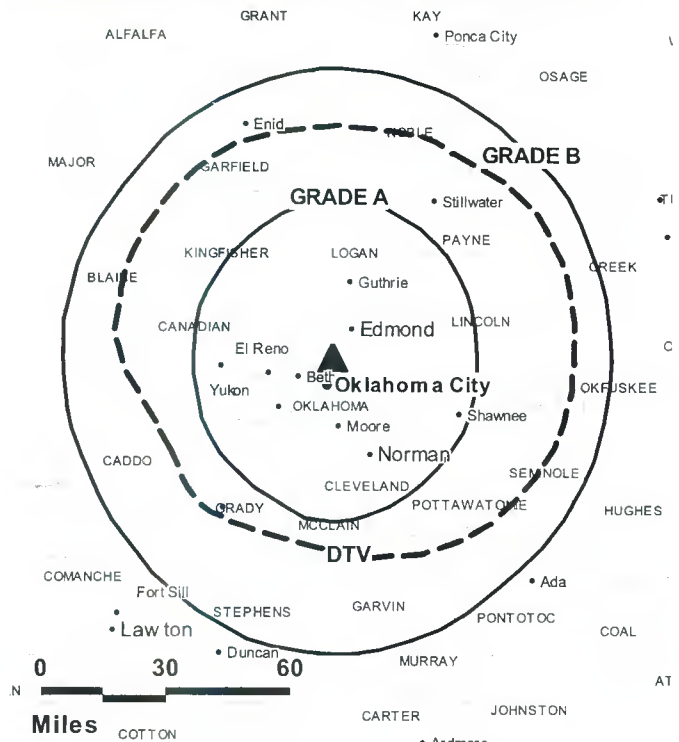 GRANT
KAY
ALFALFA
Ponca City
OSAGE
Enid
NOBLE
GRADE B
MAJOR
GARFIELD
GRADE A
Stillwater
PAYNE
KINGFISHER
LOGAN
CREEK
BLAINE
Guthrie
CANADIAN
Edmond
LINCOLN
El Reno
Beth
Oklahoma City
Yukon
OKFUSKEE
OKLAHOMA
Shawnee
Moore
Norman
CADDO
SEMINOLE
CLEVELAND
POTTAWATOMIE
GRADY
HUGHES
MCCLAIN
DTV
COMANCHE
Ada
Fort Sill
GARVIN
STEPHENS
PONTOTOC
Lawton
COAL
Duncan
MURRAY
0 30 60
AT
Miles
JOHNSTON
CARTER
COTTON